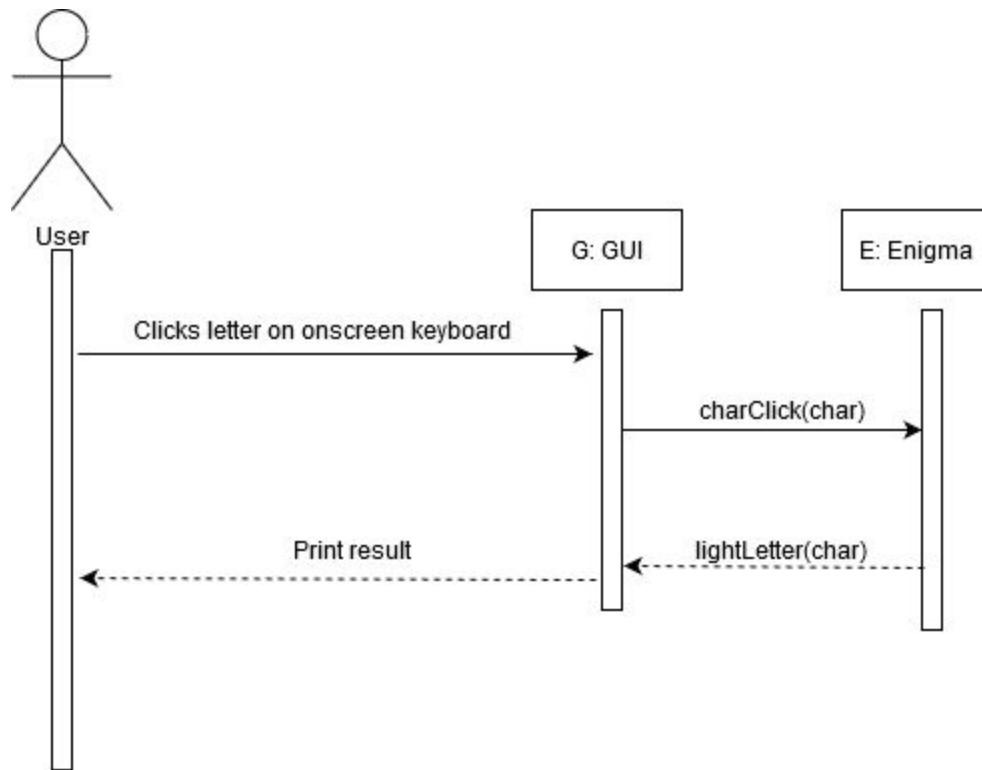 User
G: GUI
E: Enigma
Clicks letter on onscreen keyboard
charClick(char)
Print result
lightLetter(char)